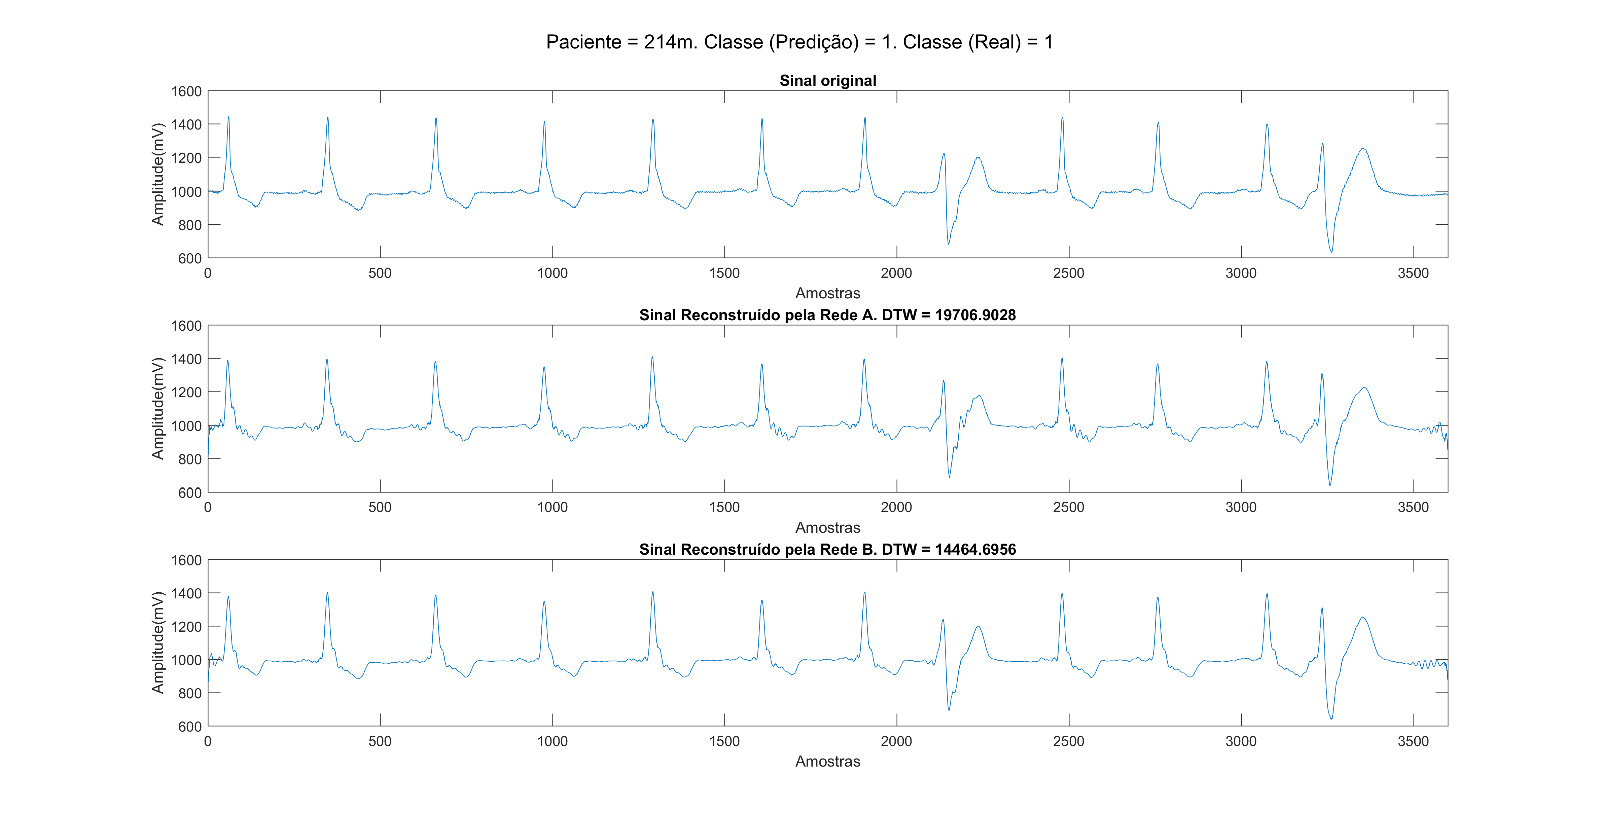 Paciente = 214m. Classe (Predição) = 1. Classe (Real) = 1
Sinal original
1600
1400
1200
1000
800
600
Amplitude(mV)
0 500 1000 1500 2000 2500 3000 3500
Amostras
Sinal Reconstruído pela Rede A. DTW = 19706.9028
1600
1400
1200
1000
800
600
Amplitude(mV)
0 500 1000 1500 2000 2500 3000 3500
Amostras
Sinal Reconstruído pela Rede B. DTW = 14464.6956
1600
1400
1200
1000
800
600
Amplitude(mV)
0 500 1000 1500 2000 2500 3000 3500
Amostras